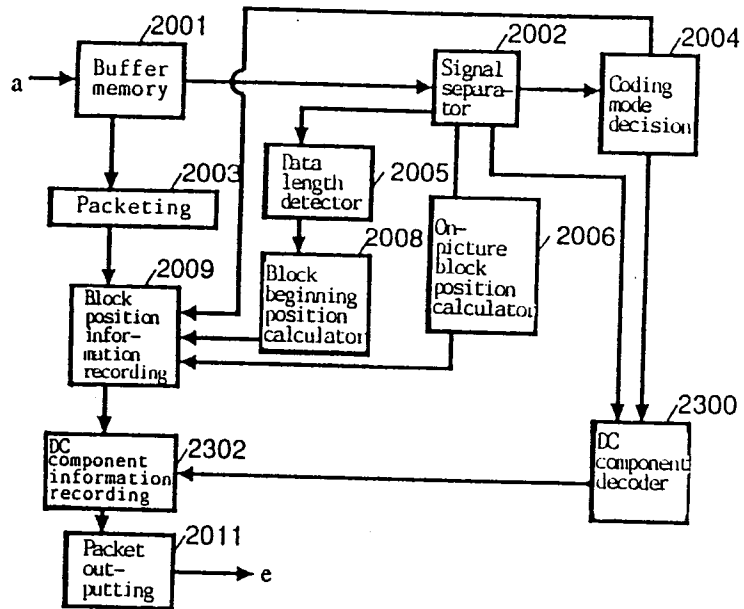 2001
2002
2004
a
Buffer
memory
Signal
separa-
tor
Coding
mode
decision
2003
Packeting
Data
length
detector
2005
2009
Block
position
infor-
mation
recording
2008
Block
beginning
position
calculator
On-
picture
block
position
calculator
2006
DC
component
information
recording
2302
2300
DC
component
decoder
Packet
out-
putting
2011
e